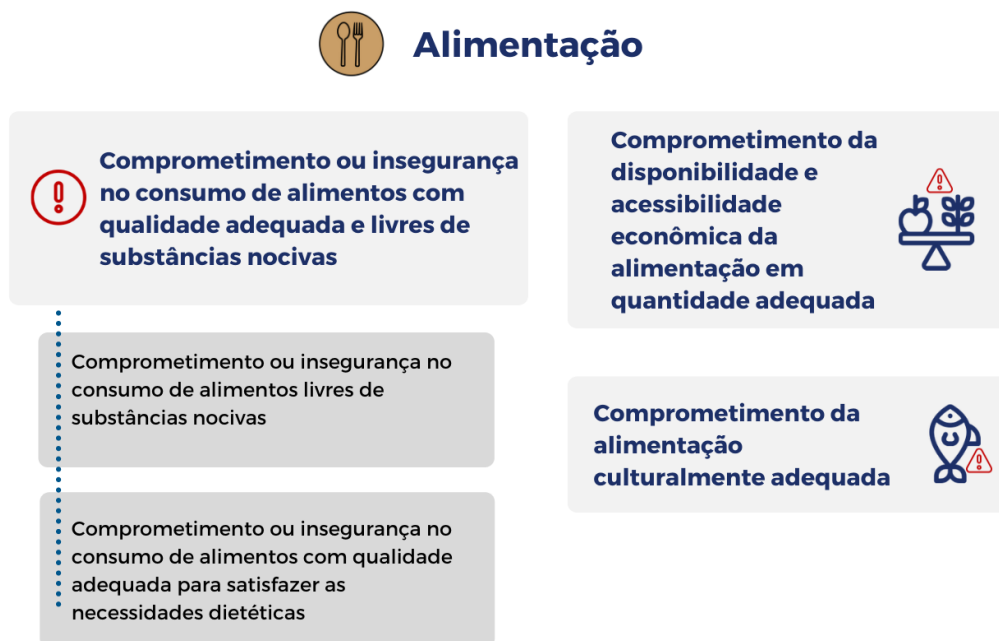 Alimentação
Comprometimento ou insegurança
no consumo de alimentos com
qualidade adequada e livres de
substâncias nocivas
Comprometimento ou insegurança no
consumo de alimentos livres de
substâncias nocivas
Comprometimento ou insegurança no
consumo de alimentos com qualidade
adequada para satisfazer as
necessidades dietéticas
Comprometimento da
disponibilidade e
acessibilidade
econômica da
alimentação em
quantidade adequada
Comprometimento da
alimentação
culturalmente adequada